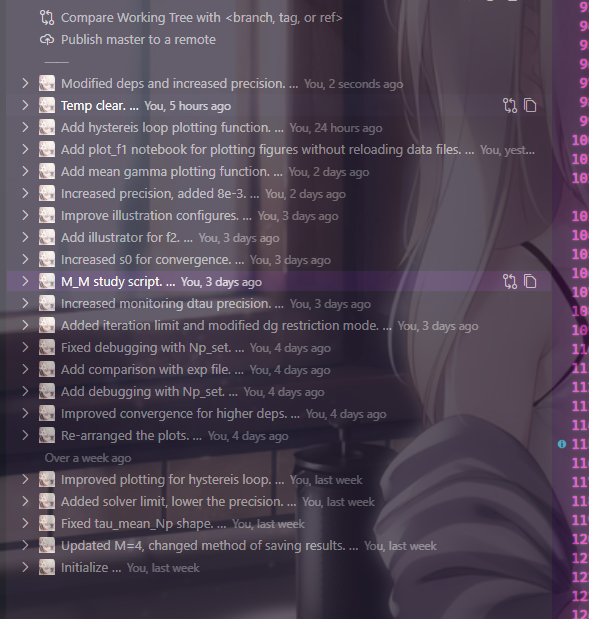 Compare Working Tree with <branch, tag, or ref>
Publish master to a remote
Modified deps and increased precision. ... You, 2 seconds ago
Temp clear. ... You, 5 hours ago
Add hystereis loop plotting function. ... You, 24 hours ago
Add plot_f1 notebook for plotting figures without reloading data files. ... You, yest...
Add mean gamma plotting function. ... You, 2 days ago
Increased precision, added 8e-3. ... You, 2 days ago
Improve illustration configures. ... You, 3 days ago
Add illustrator for f2. ... You, 3 days ago
Increased s0 for convergence. ... You, 3 days ago
M_M study script. ... You, 3 days ago
Increased monitoring dtau precision. ... You, 3 days ago
Added iteration limit and modified dg restriction mode. ... You, 3 days ago
Fixed debugging with Np_set. ... You, 4 days ago
Add comparison with exp file. ... You, 4 days ago
Add debugging with Np_set. ... You, 4 days ago
Improved convergence for higher deps. ... You, 4 days ago
Re-arranged the plots. ... You, 4 days ago
Over a week ago
Improved plotting for hystereis loop. ... You, last week
Added solver limit, lower the precision. ... You, last week
Fixed tau_mean_Np shape. ... You, last week
Updated M=4, changed method of saving results. ... You, last week
Initialize ... You, last week